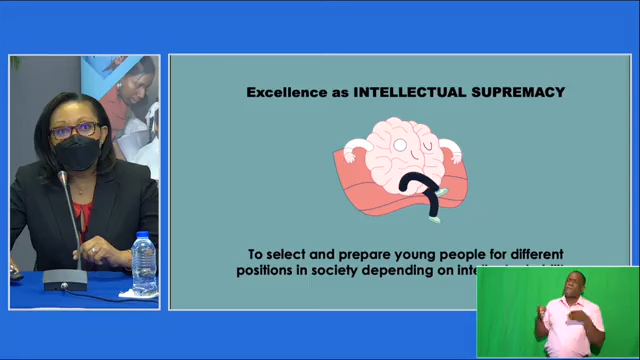 Excellence as INTELLECTUAL SUPREMACY
To select and prepare young people for different
positions in society depending on